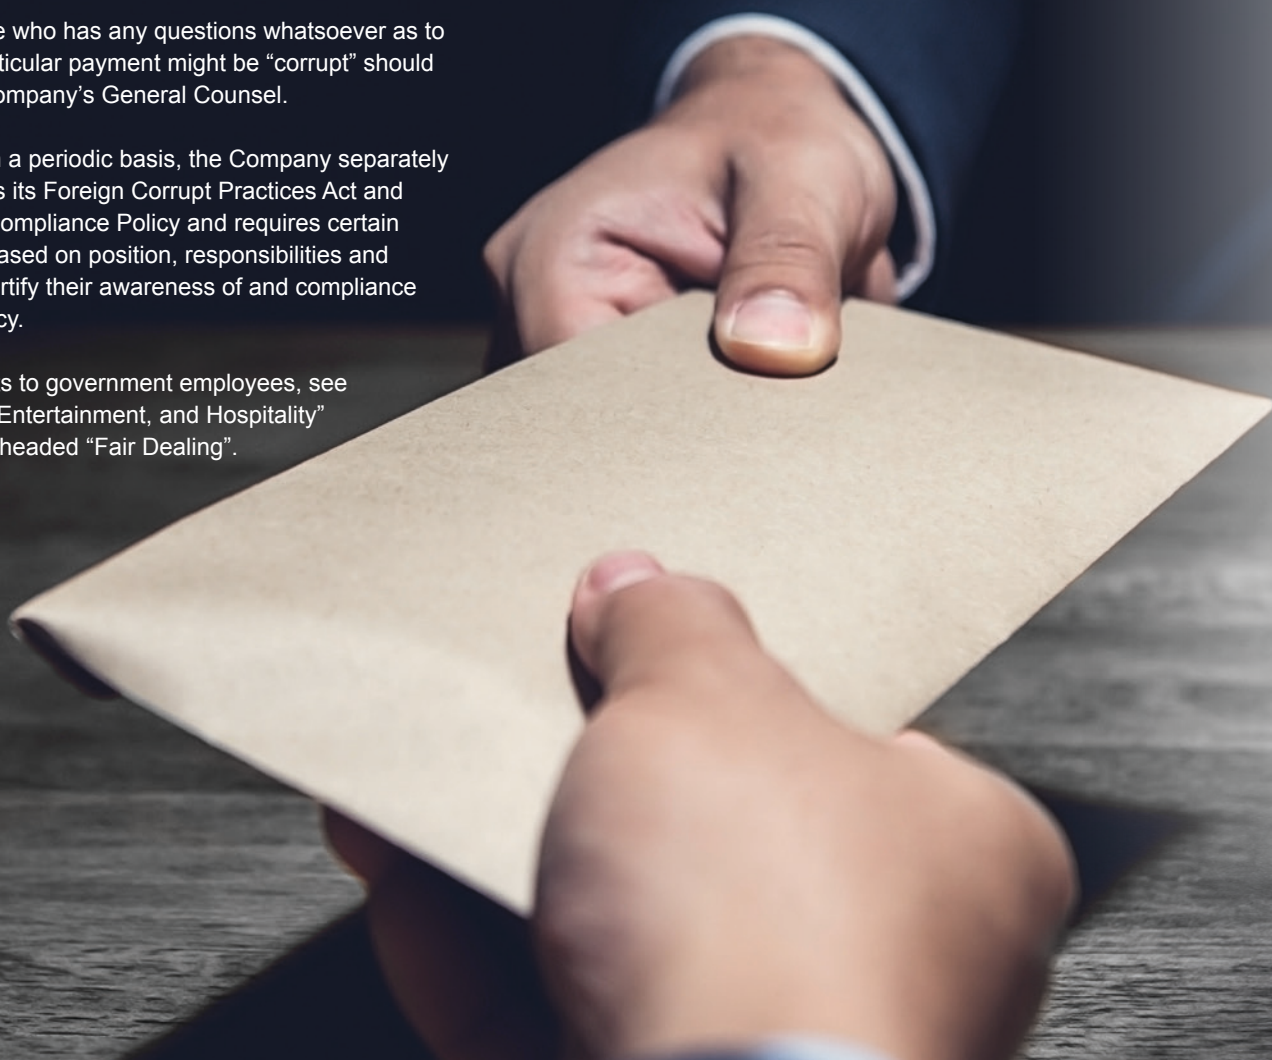 e who has any questions whatsoever as to
ticular payment might be “corrupt” should
ompany’s General Counsel.
a periodic basis, the Company separately
s its Foreign Corrupt Practices Act and
ompliance Policy and requires certain
ased on position, responsibilities and
rtify their awareness of and compliance
cy.
s to government employees, see
Entertainment, and Hospitality”
headed “Fair Dealing”.